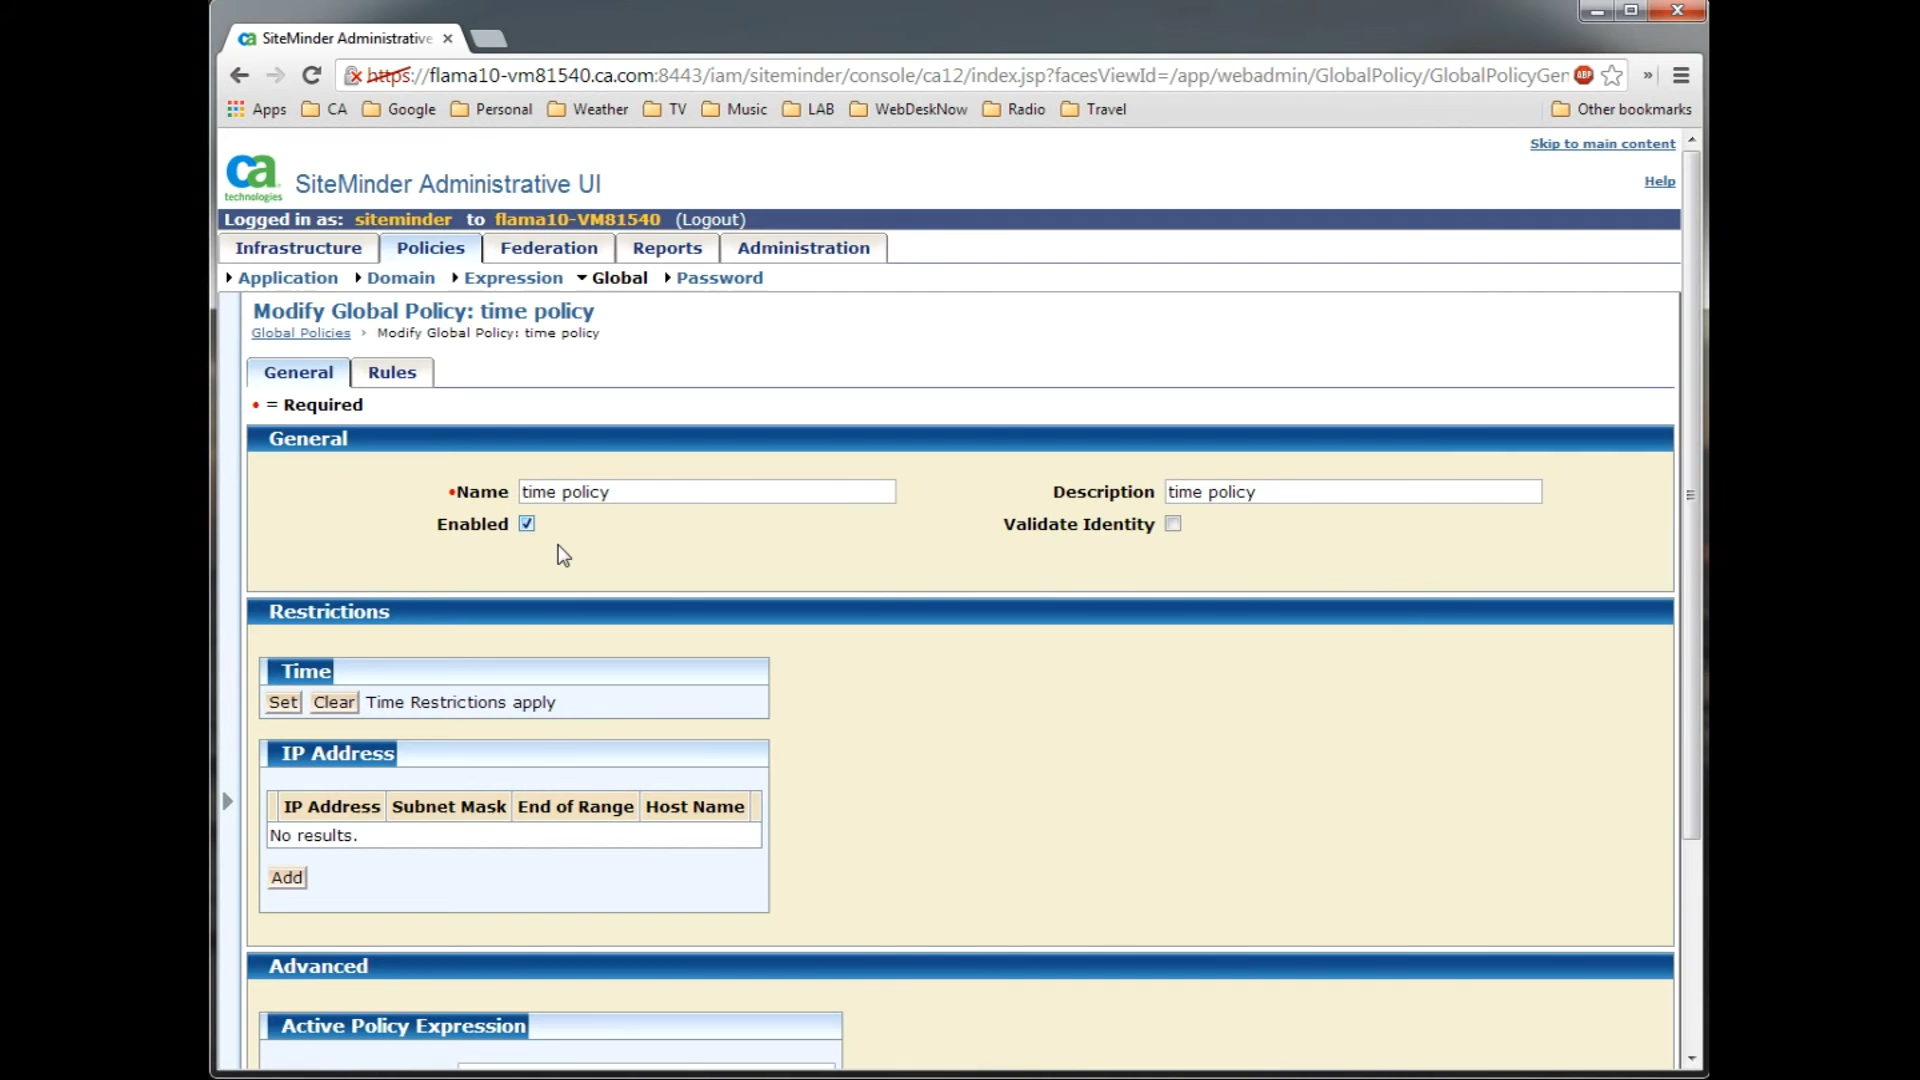 ca SiteMinder Administrative
https://flama10-vm81540.ca.com:8443/iam/siteminder/console/ca12/index.jsp?facesViewId=/app/webadmin/GlobalPolicy/GlobalPolicyGen ABP »
Apps CA Google Personal Weather TV Music LAB WebDeskNow Radio Travel Other bookmarks
Skip to main content
ca technologies SiteMinder Administrative UI
Help
Logged in as: siteminder to flama10-VM81540 (Logout)
Infrastructure Policies Federation Reports Administration
Application Domain Expression Global Password
Modify Global Policy: time policy
Global Policies › Modify Global Policy: time policy
General Rules
• = Required
General
•Name time policy Description time policy
Enabled Validate Identity
Restrictions
Time
Set Clear Time Restrictions apply
IP Address
IP Address Subnet Mask End of Range Host Name
No results.
Add
Advanced
Active Policy Expression